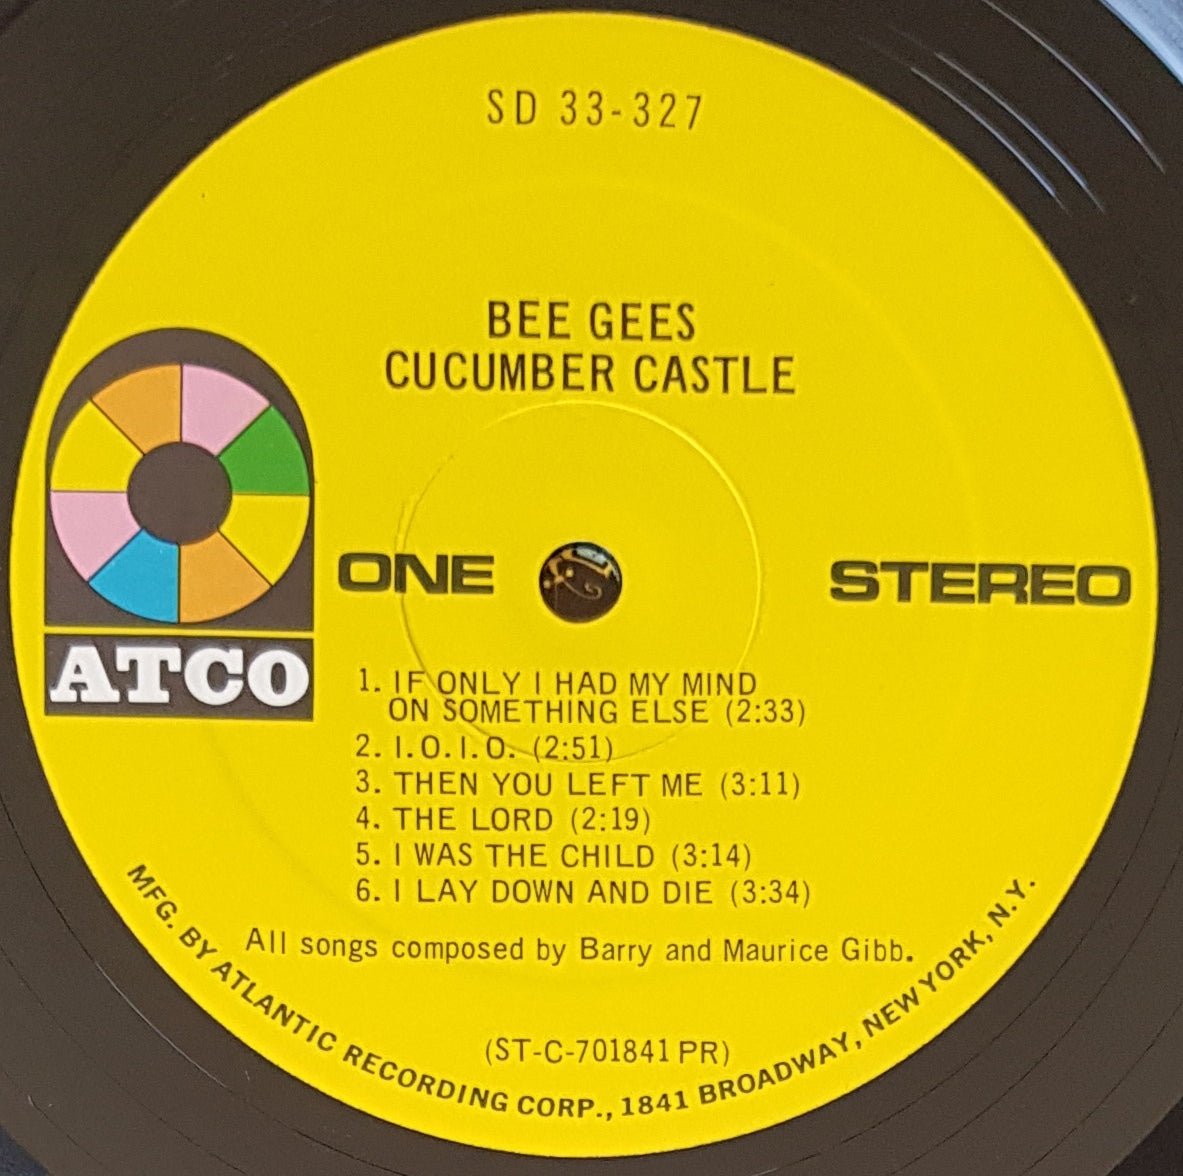 SD 33-327
BEE GEES
CUCUMBER CASTLE
ONE
STEREO
ATCO
1. IF ONLY I HAD MY MIND
ON SOMETHING ELSE (2:33)
2. I.O.I.O. (2:51)
3. THEN YOU LEFT ME (3:11)
4. THE LORD (2:19)
5. I WAS THE CHILD (3:14)
6. I LAY DOWN AND DIE (3:34)
All songs composed by Barry and Maurice Gibb.
(ST-C-701841 PR)
MFG. BY ATLANTIC RECORDING CORP., 1841 BROADWAY, NEW YORK, N.Y.